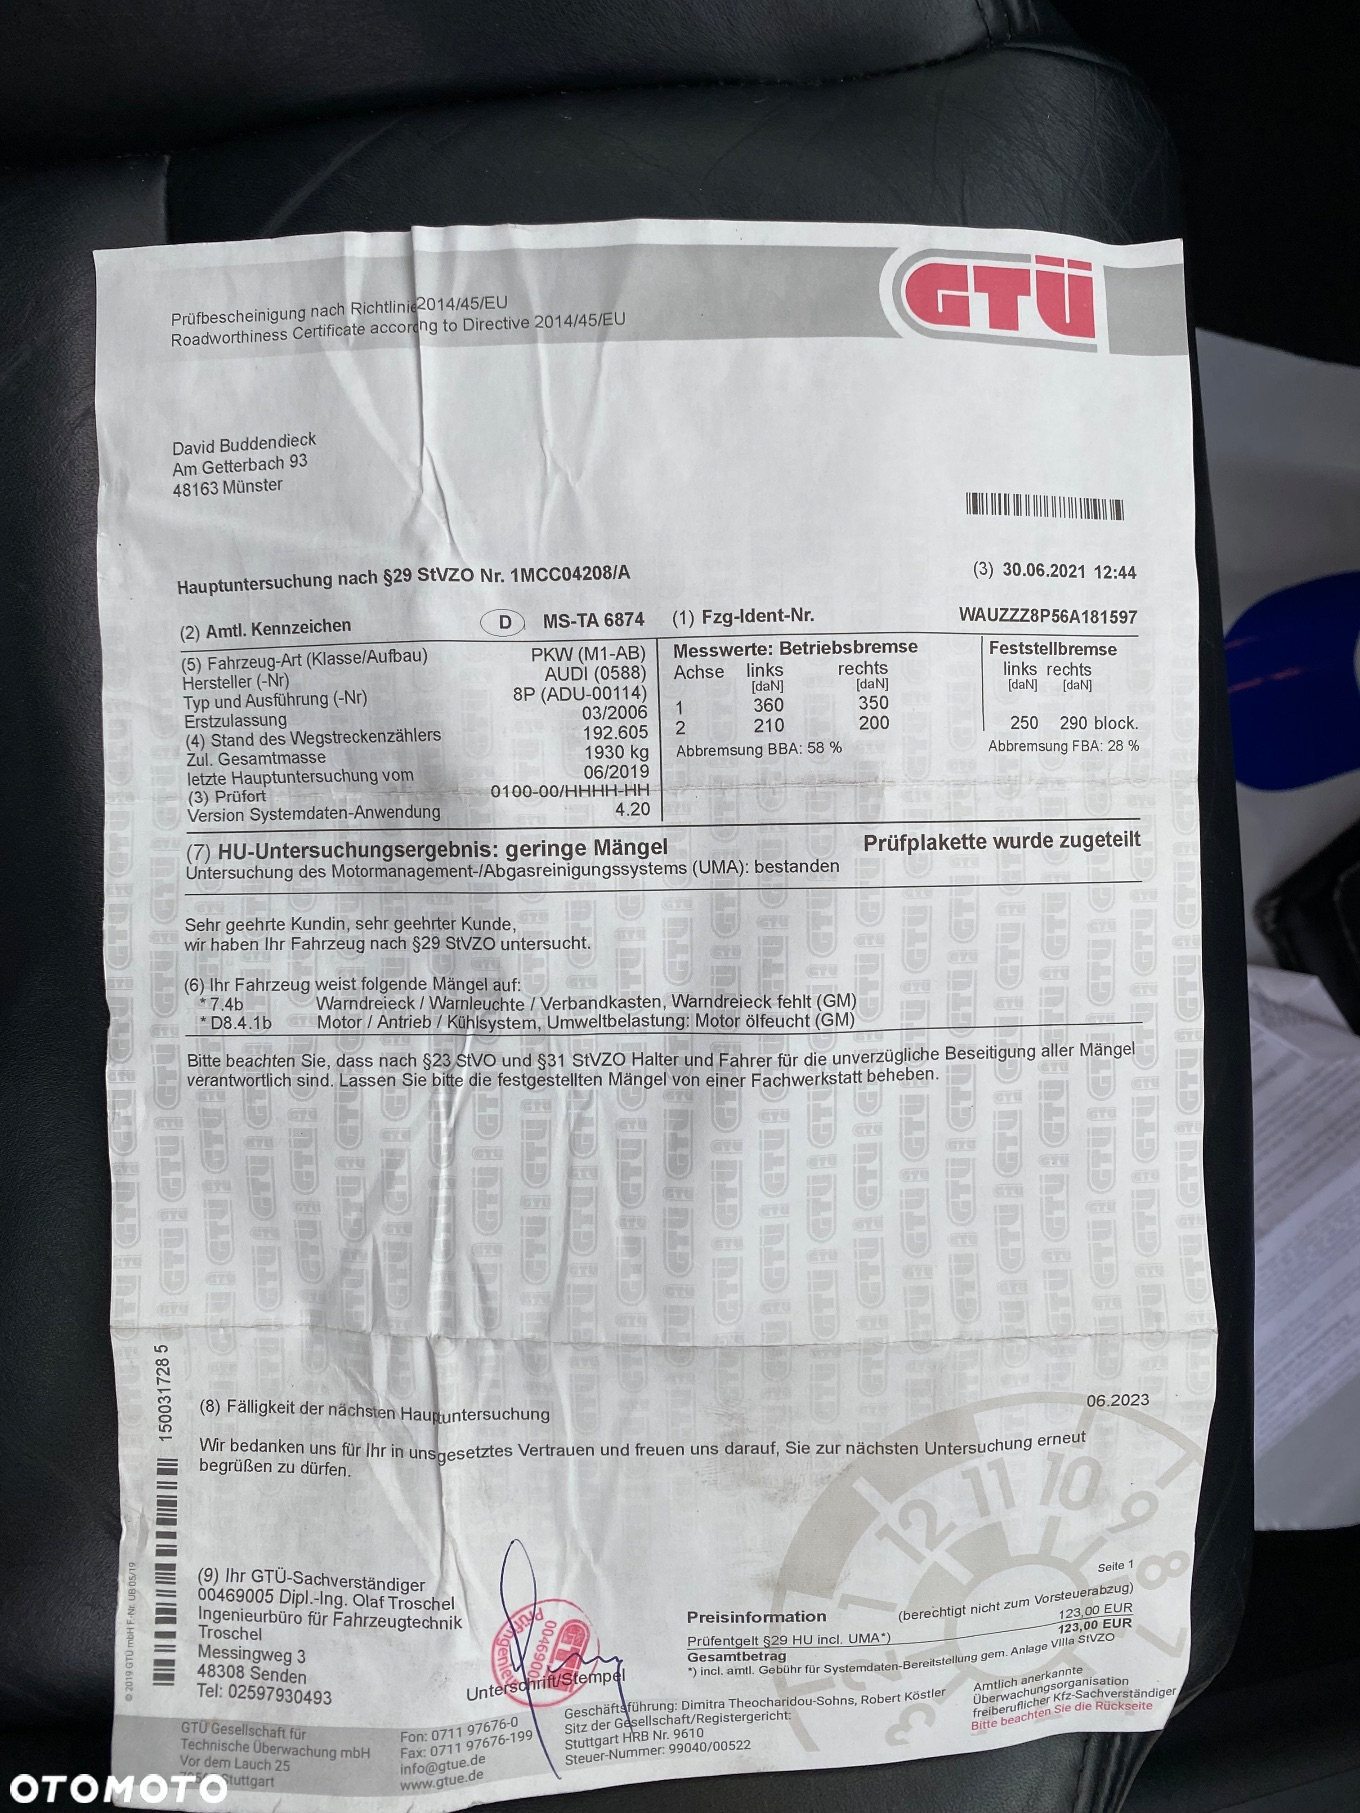 GTÜ
Prüfbescheinigung nach Richtlinie 2014/45/EU
Roadworthiness Certificate according to Directive 2014/45/EU
David Buddendieck
Am Getterbach 93
48163 Münster
Hauptuntersuchung nach §29 StVZO Nr. 1MCC04208/A (3) 30.06.2021 12:44
(2) Amtl. Kennzeichen D MS-TA 6874 (1) Fzg-Ident-Nr. WAUZZZ8P56A181597
(5) Fahrzeug-Art (Klasse/Aufbau) PKW (M1-AB)
Hersteller (-Nr) AUDI (0588)
Typ und Ausführung (-Nr) 8P (ADU-00114)
Erstzulassung 03/2006
(4) Stand des Wegstreckenzählers 192.605
Zul. Gesamtmasse 1930 kg
letzte Hauptuntersuchung vom 06/2019
(3) Prüfort 0100-00/HHHH-HH
Version Systemdaten-Anwendung 4.20
Messwerte: Betriebsbremse Feststellbremse
Achse links rechts links rechts
[daN] [daN] [daN] [daN]
1 360 350
2 210 200 250 290 block.
Abbremsung BBA: 58 % Abbremsung FBA: 28 %
(7) HU-Untersuchungsergebnis: geringe Mängel Prüfplakette wurde zugeteilt
Untersuchung des Motormanagement-/Abgasreinigungssystems (UMA): bestanden
Sehr geehrte Kundin, sehr geehrter Kunde,
wir haben Ihr Fahrzeug nach §29 StVZO untersucht.
(6) Ihr Fahrzeug weist folgende Mängel auf:
* 7.4b Warndreieck / Warnleuchte / Verbandkasten, Warndreieck fehlt (GM)
* D8.4.1b Motor / Antrieb / Kühlsystem, Umweltbelastung: Motor ölfeucht (GM)
Bitte beachten Sie, dass nach §23 StVO und §31 StVZO Halter und Fahrer für die unverzügliche Beseitigung aller Mängel
verantwortlich sind. Lassen Sie bitte die festgestellten Mängel von einer Fachwerkstatt beheben.
150031728 5
(8) Fälligkeit der nächsten Hauptuntersuchung 06.2023
Wir bedanken uns für Ihr in uns gesetztes Vertrauen und freuen uns darauf, Sie zur nächsten Untersuchung erneut
begrüßen zu dürfen.
© 2019 GTÜ mbH F-Nr. UB 05/19
(9) Ihr GTÜ-Sachverständiger
00469005 Dipl.-Ing. Olaf Troschel
Ingenieurbüro für Fahrzeugtechnik
Troschel
Messingweg 3
48308 Senden
Tel: 02597930493
Unterschrift/Stempel
Prüfingenieur
GTÜ
Seite 1
Preisinformation (berechtigt nicht zum Vorsteuerabzug)
Prüfentgelt §29 HU incl. UMA*) 123,00 EUR
Gesamtbetrag 123,00 EUR
*) incl. amtl. Gebühr für Systemdaten-Bereitstellung gem. Anlage VIIIa StVZO
12 11 10 9 8 7 1 2 3
GTÜ Gesellschaft für
Technische Überwachung mbH
Vor dem Lauch 25
Stuttgart
Fon: 0711 97676-0
Fax: 0711 97676-199
info@gtue.de
www.gtue.de
Geschäftsführung: Dimitra Theocharidou-Sohns, Robert Köstler
Sitz der Gesellschaft/Registergericht:
Stuttgart HRB Nr. 9610
Steuer-Nummer: 99040/00522
Amtlich anerkannte
Überwachungsorganisation
freiberuflicher Kfz-Sachverständiger
Bitte beachten Sie die Rückseite
OTOMOTO